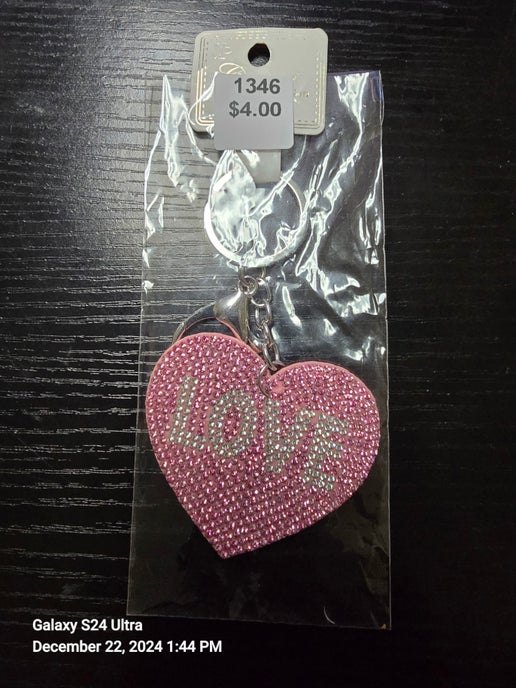 1346
$4.00
LOVE
Galaxy S24 Ultra
December 22, 2024 1:44 PM